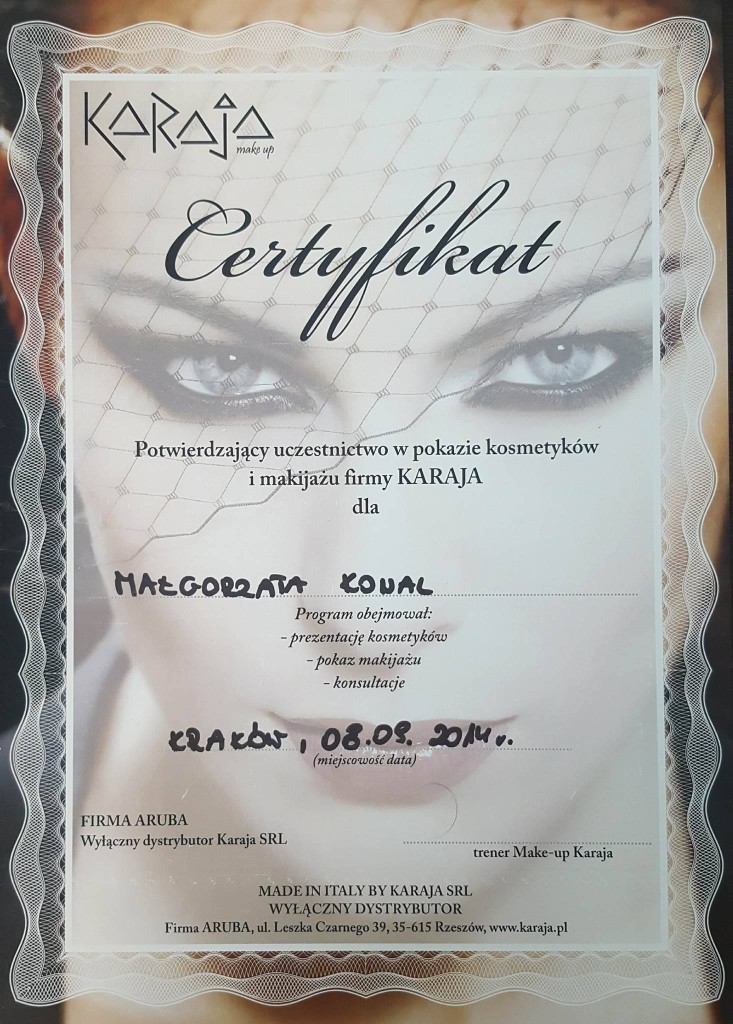 KARAJA
make up
Certyfikat
Potwierdzający uczestnictwo w pokazie kosmetyków
i makijażu firmy KARAJA
dla
MAŁGORZATA KOWAL
Program obejmował:
- prezentację kosmetyków
- pokaz makijażu
- konsultacje
KRAKÓW, 08.09. 2014 r.
(miejscowość data)
FIRMA ARUBA
Wyłączny dystrybutor Karaja SRL
trener Make-up Karaja
MADE IN ITALY BY KARAJA SRL
WYŁĄCZNY DYSTRYBUTOR
Firma ARUBA, ul. Leszka Czarnego 39, 35-615 Rzeszów, www.karaja.pl